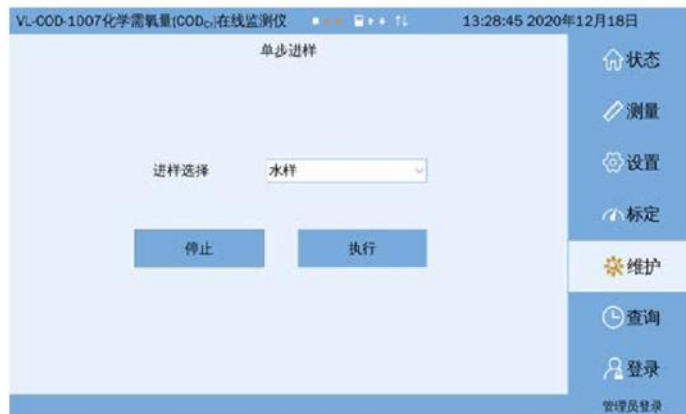 VL-COD-1007化学需氧量(CODCr)在线监测仪 13:28:45 2020年12月18日
单步进样
进样选择 水样
停止 执行
状态
测量
设置
标定
维护
查询
登录
管理员登录